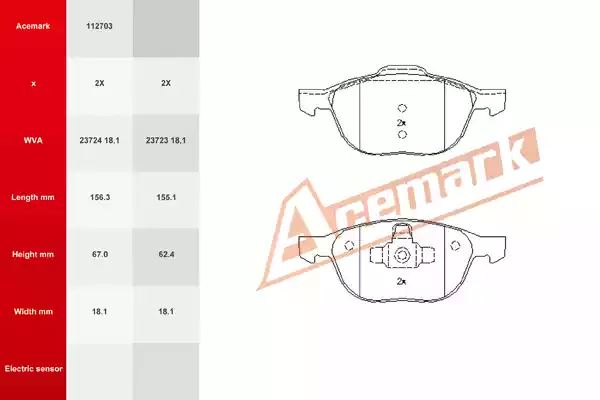 Acemark 112703
x 2X 2X
WVA 23724 18.1 23723 18.1
Length mm 156.3 155.1
Height mm 67.0 62.4
Width mm 18.1 18.1
Electric sensor
2x
Acemark
2x